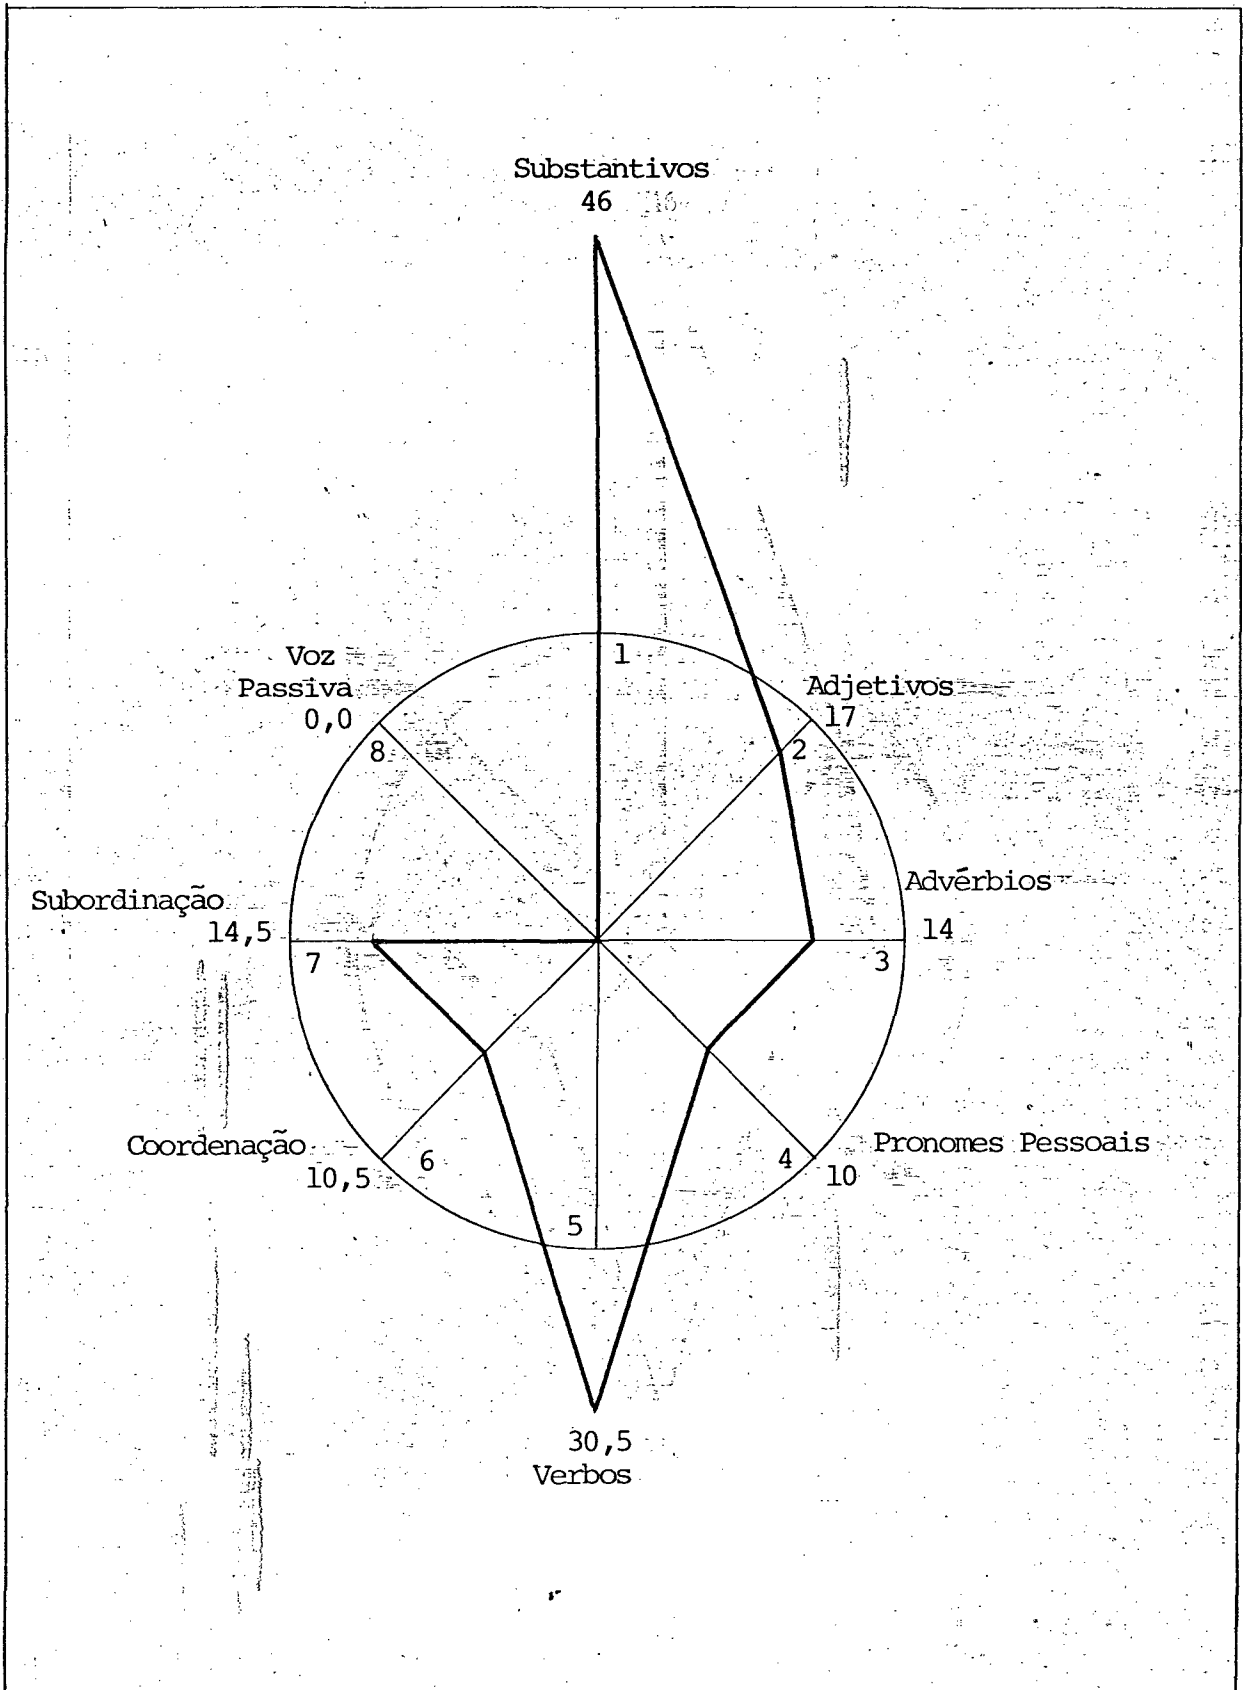 Substantivos
46
1
Voz
Passiva
0,0
8
Adjetivos
17
2
Subordinação
14,5
7
Advérbios
14
3
Coordenação
10,5
6
4
Pronomes Pessoais
10
5
30,5
Verbos